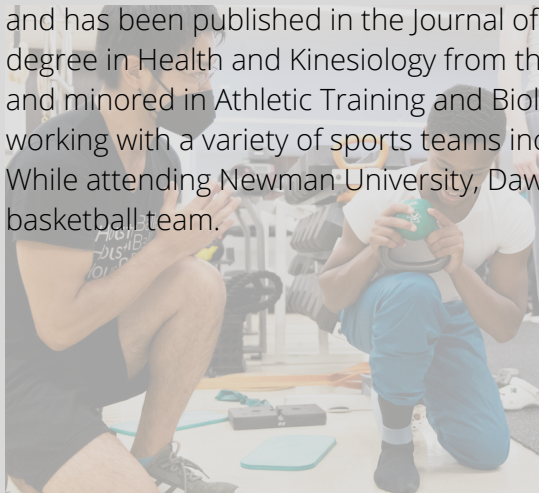 and has been published in the Journal of
degree in Health and Kinesiology from th
and minored in Athletic Training and Biol
working with a variety of sports teams inc
While attending Newman University, Daw
basketball team.